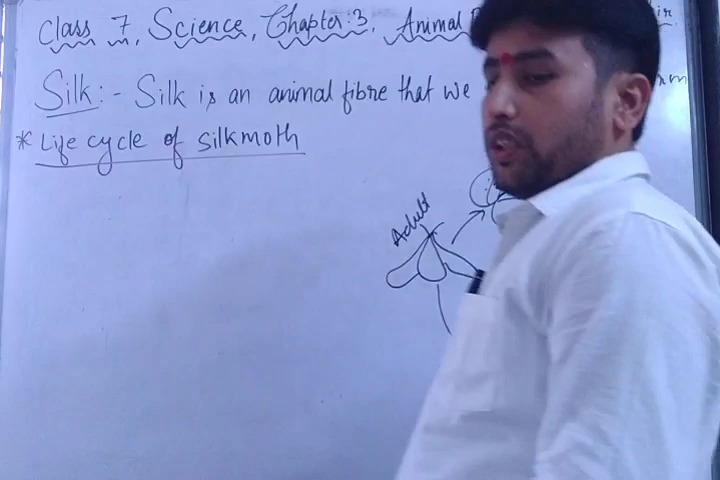 Class 7, Science, Chapter:3, Animal
Silk:- Silk is an animal fibre that we
* Life cycle of silkmoth
Adult